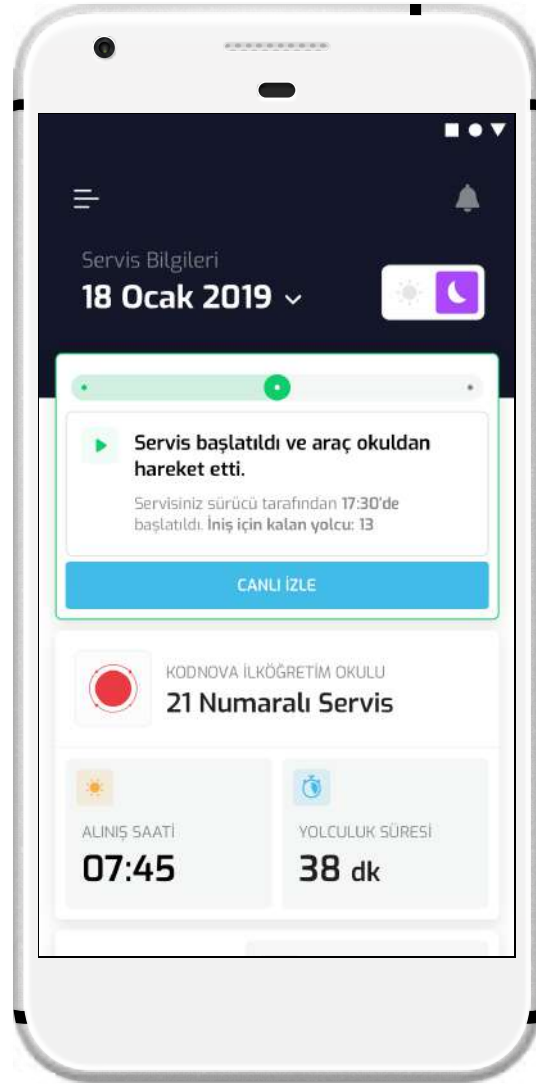 Servis Bilgileri
18 Ocak 2019
Servis başlatıldı ve araç okuldan
hareket etti.
Servisiniz sürücü tarafından 17:30'de
başlatıldı. İniş için kalan yolcu: 13
CANLI İZLE
KODNOVA İLKÖĞRETİM OKULU
21 Numaralı Servis
ALINIŞ SAATİ
07:45
YOLCULUK SÜRESİ
38 dk